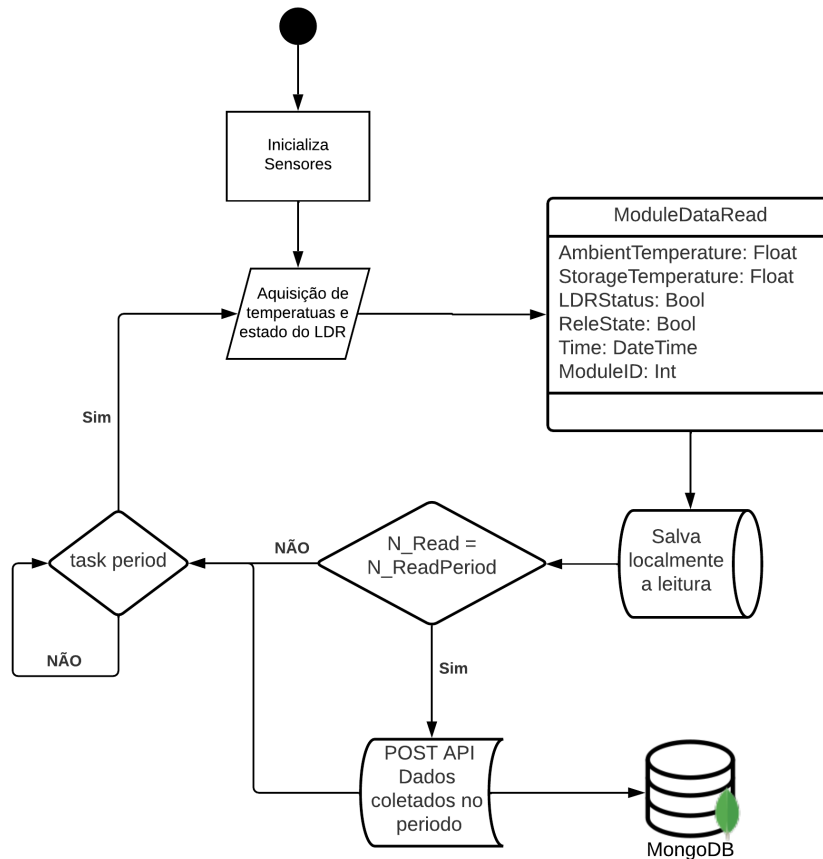 Inicializa
Sensores
ModuleDataRead
AmbientTemperature: Float
StorageTemperature: Float
LDRStatus: Bool
ReleState: Bool
Time: DateTime
ModuleID: Int
Aquisição de
temperatuas e
estado do LDR
Sim
task period
NÃO
NÃO
N_Read =
N_ReadPeriod
Salva
localmente
a leitura
Sim
POST API
Dados
coletados no
periodo
MongoDB